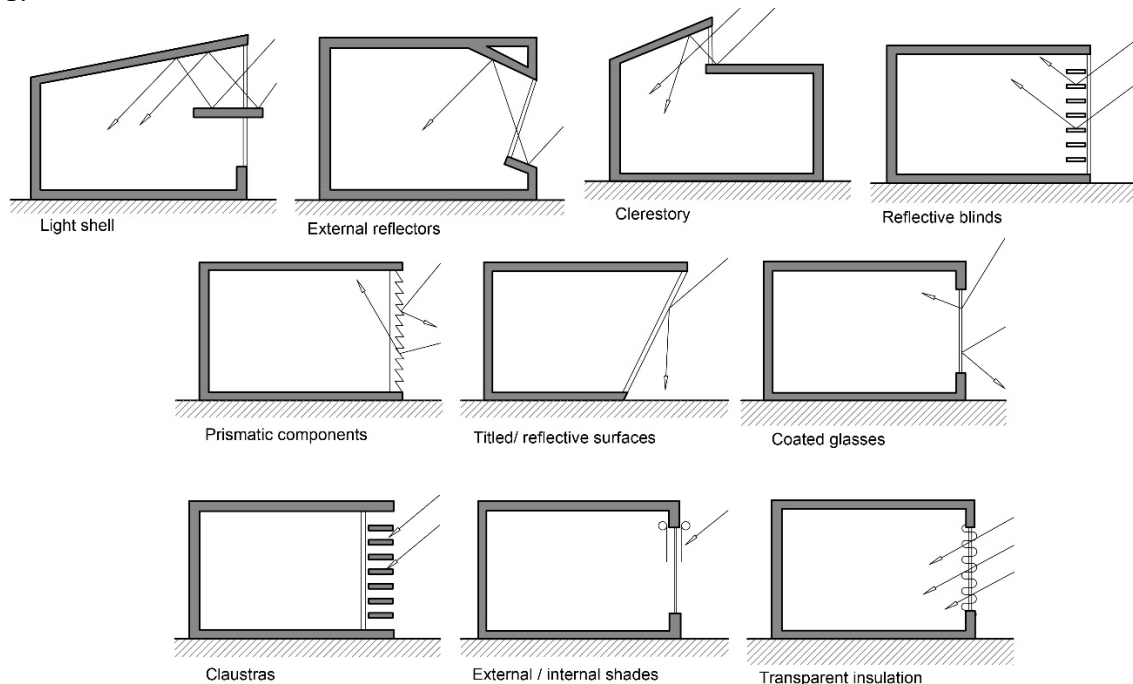 Light shell
External reflectors
Clerestory
Reflective blinds
Prismatic components
Titled/ reflective surfaces
Coated glasses
Claustras
External / internal shades
Transparent insulation